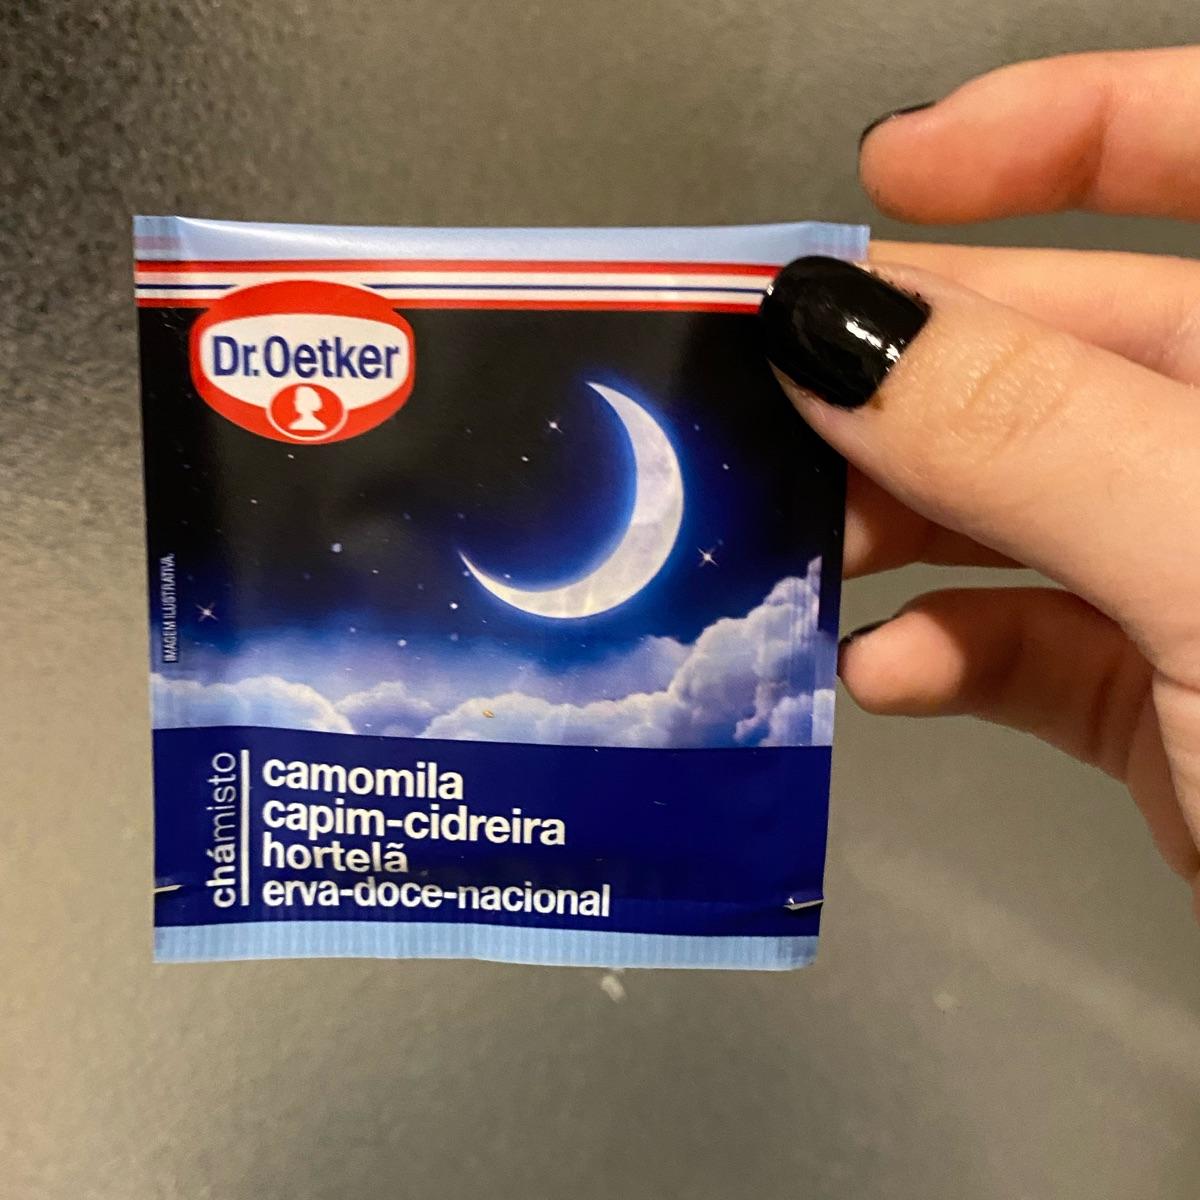 Dr.Oetker
IMAGEM ILUSTRATIVA.
chámisto
camomila
capim-cidreira
hortelã
erva-doce-nacional